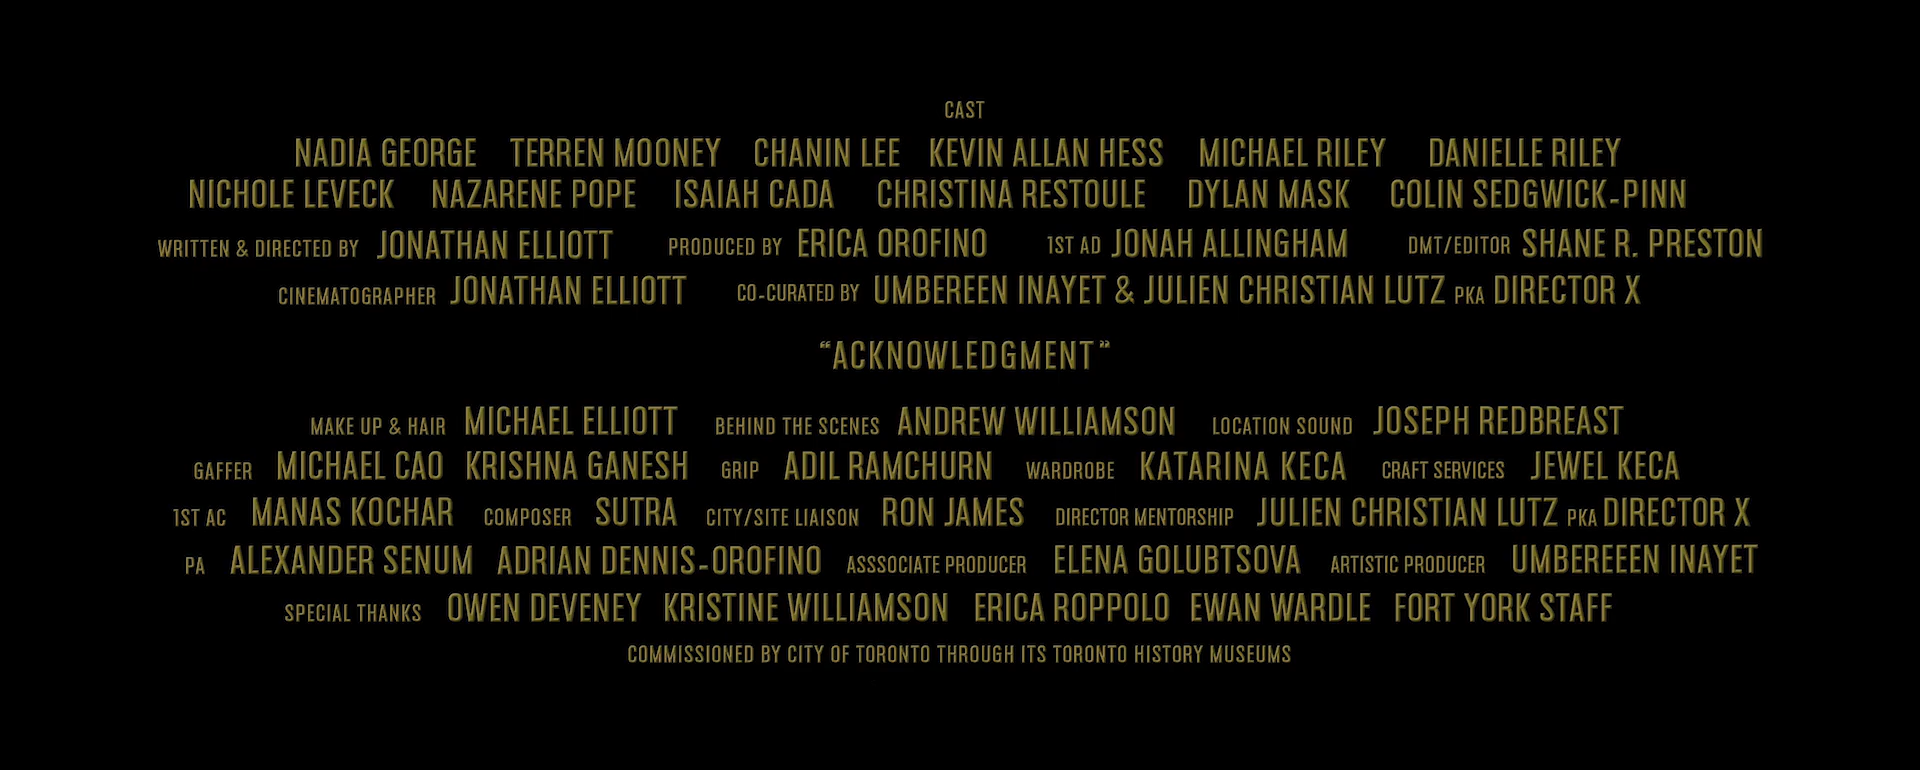 CAST
NADIA GEORGE TERREN MOONEY CHANIN LEE KEVIN ALLAN HESS MICHAEL RILEY DANIELLE RILEY
NICHOLE LEVECK NAZARENE POPE ISAIAH CADA CHRISTINA RESTOULE DYLAN MASK COLIN SEDGWICK-PINN
WRITTEN & DIRECTED BY JONATHAN ELLIOTT PRODUCED BY ERICA OROFINO 1ST AD JONAH ALLINGHAM DMT/EDITOR SHANE R. PRESTON
CINEMATOGRAPHER JONATHAN ELLIOTT CO-CURATED BY UMBEREEN INAYET & JULIEN CHRISTIAN LUTZ PKA DIRECTOR X
“ACKNOWLEDGMENT”
MAKE UP & HAIR MICHAEL ELLIOTT BEHIND THE SCENES ANDREW WILLIAMSON LOCATION SOUND JOSEPH REDBREAST
GAFFER MICHAEL CAO KRISHNA GANESH GRIP ADIL RAMCHURN WARDROBE KATARINA KECA CRAFT SERVICES JEWEL KECA
1ST AC MANAS KOCHAR COMPOSER SUTRA CITY/SITE LIAISON RON JAMES DIRECTOR MENTORSHIP JULIEN CHRISTIAN LUTZ PKA DIRECTOR X
PA ALEXANDER SENUM ADRIAN DENNIS-OROFINO ASSSOCIATE PRODUCER ELENA GOLUBTSOVA ARTISTIC PRODUCER UMBEREEEN INAYET
SPECIAL THANKS OWEN DEVENEY KRISTINE WILLIAMSON ERICA ROPPOLO EWAN WARDLE FORT YORK STAFF
COMMISSIONED BY CITY OF TORONTO THROUGH ITS TORONTO HISTORY MUSEUMS